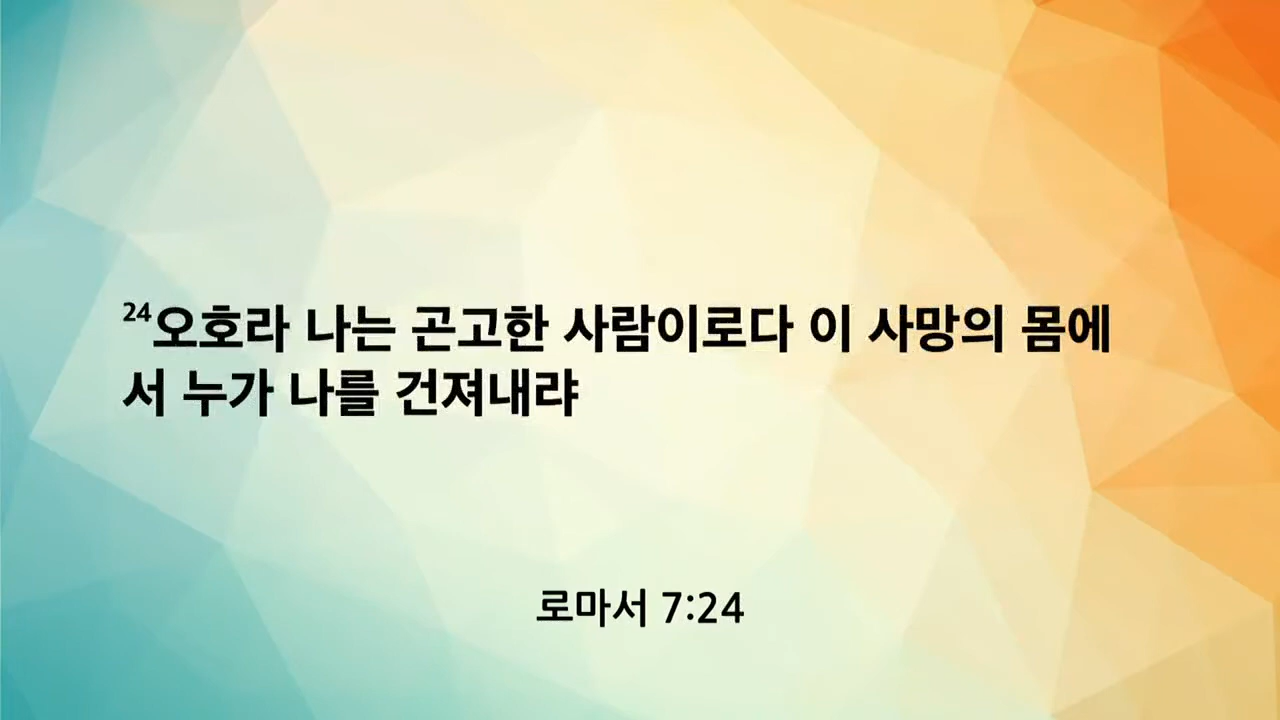 ²⁴오호라 나는 곤고한 사람이로다 이 사망의 몸에
서 누가 나를 건져내랴
로마서 7:24